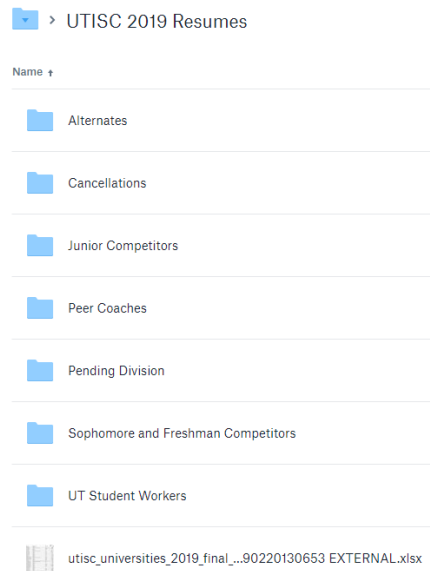 UTISC 2019 Resumes
Name
Alternates
Cancellations
Junior Competitors
Peer Coaches
Pending Division
Sophomore and Freshman Competitors
UT Student Workers
utisc_universities_2019_final_...90220130653 EXTERNAL.xlsx